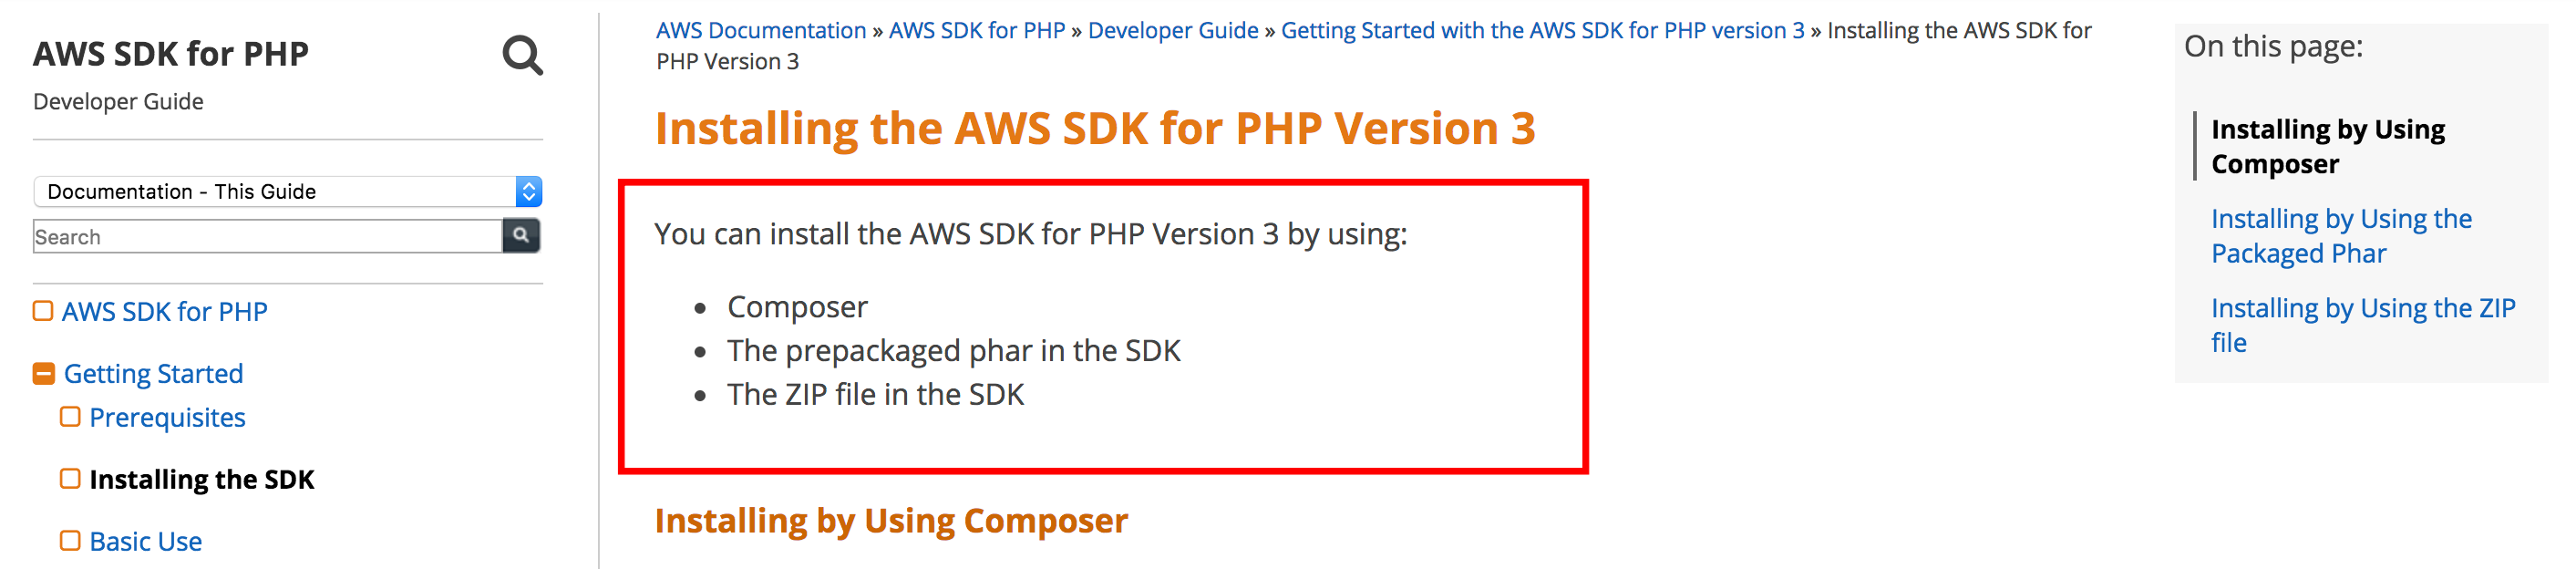 AWS SDK for PHP
Developer Guide
Documentation - This Guide
Search
AWS SDK for PHP
Getting Started
Prerequisites
Installing the SDK
Basic Use
AWS Documentation » AWS SDK for PHP » Developer Guide » Getting Started with the AWS SDK for PHP version 3 » Installing the AWS SDK for
PHP Version 3
Installing the AWS SDK for PHP Version 3
You can install the AWS SDK for PHP Version 3 by using:
• Composer
• The prepackaged phar in the SDK
• The ZIP file in the SDK
Installing by Using Composer
On this page:
Installing by Using
Composer
Installing by Using the
Packaged Phar
Installing by Using the ZIP
file